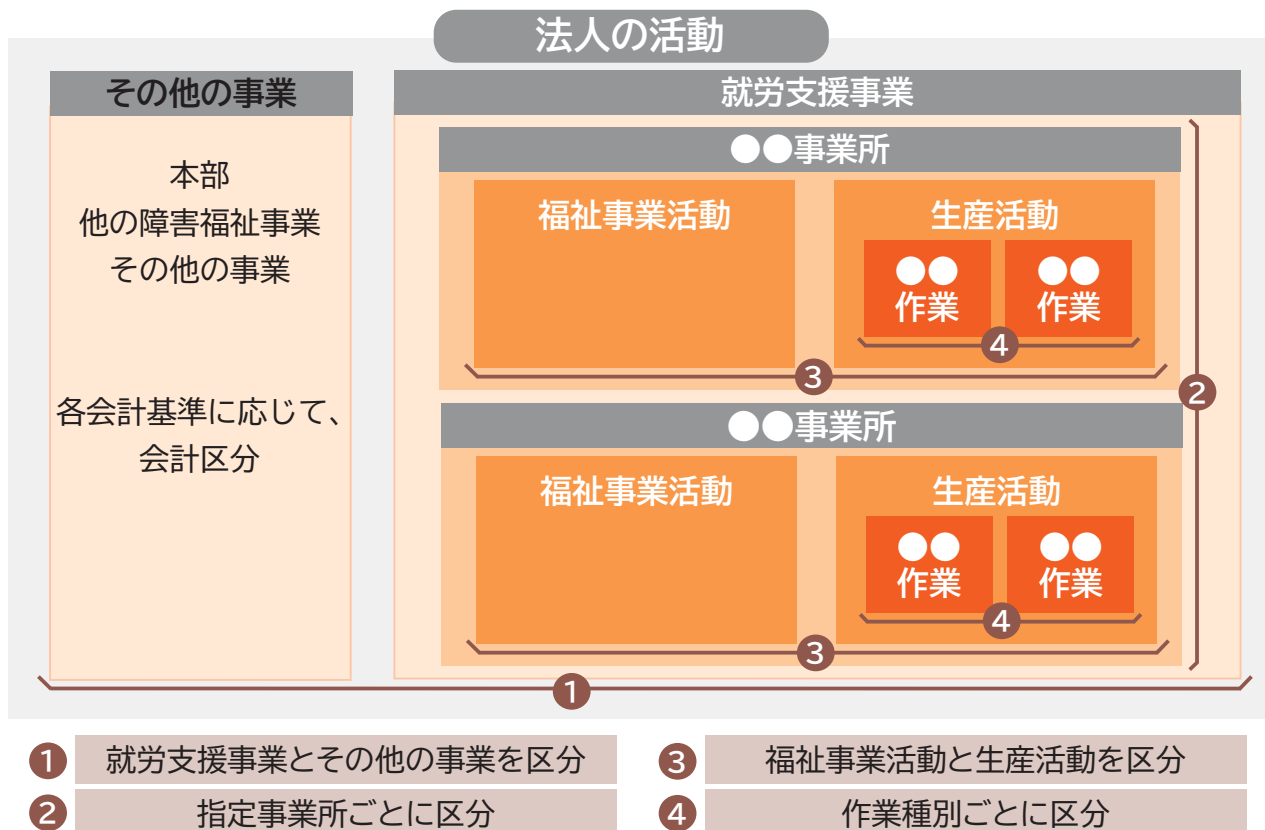 法人の活動
その他の事業
本部
他の障害福祉事業
その他の事業
各会計基準に応じて、
会計区分
就労支援事業
●●事業所
福祉事業活動
生産活動
●●
作業
●●
作業
4
3
●●事業所
福祉事業活動
生産活動
●●
作業
●●
作業
4
3
2
1
1 就労支援事業とその他の事業を区分
2 指定事業所ごとに区分
3 福祉事業活動と生産活動を区分
4 作業種別ごとに区分